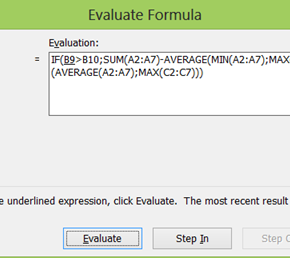 Evaluate Formula
Evaluation:
= IF(B9>B10;SUM(A2:A7)-AVERAGE(MIN(A2:A7);MAX
(AVERAGE(A2:A7);MAX(C2:C7)))
underlined expression, click Evaluate. The most recent result
Evaluate Step In Step